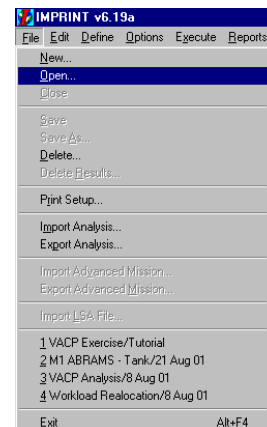 IMPRINT v6.19a
File Edit Define Options Execute Reports
New...
Open...
Close
Save
Save As...
Delete...
Delete Results...
Print Setup...
Import Analysis...
Export Analysis...
Import Advanced Mission...
Export Advanced Mission...
Import LSA File...
1 VACP Exercise/Tutorial
2 M1 ABRAMS - Tank/21 Aug 01
3 VACP Analysis/8 Aug 01
4 Workload Realocation/8 Aug 01
Exit Alt+F4